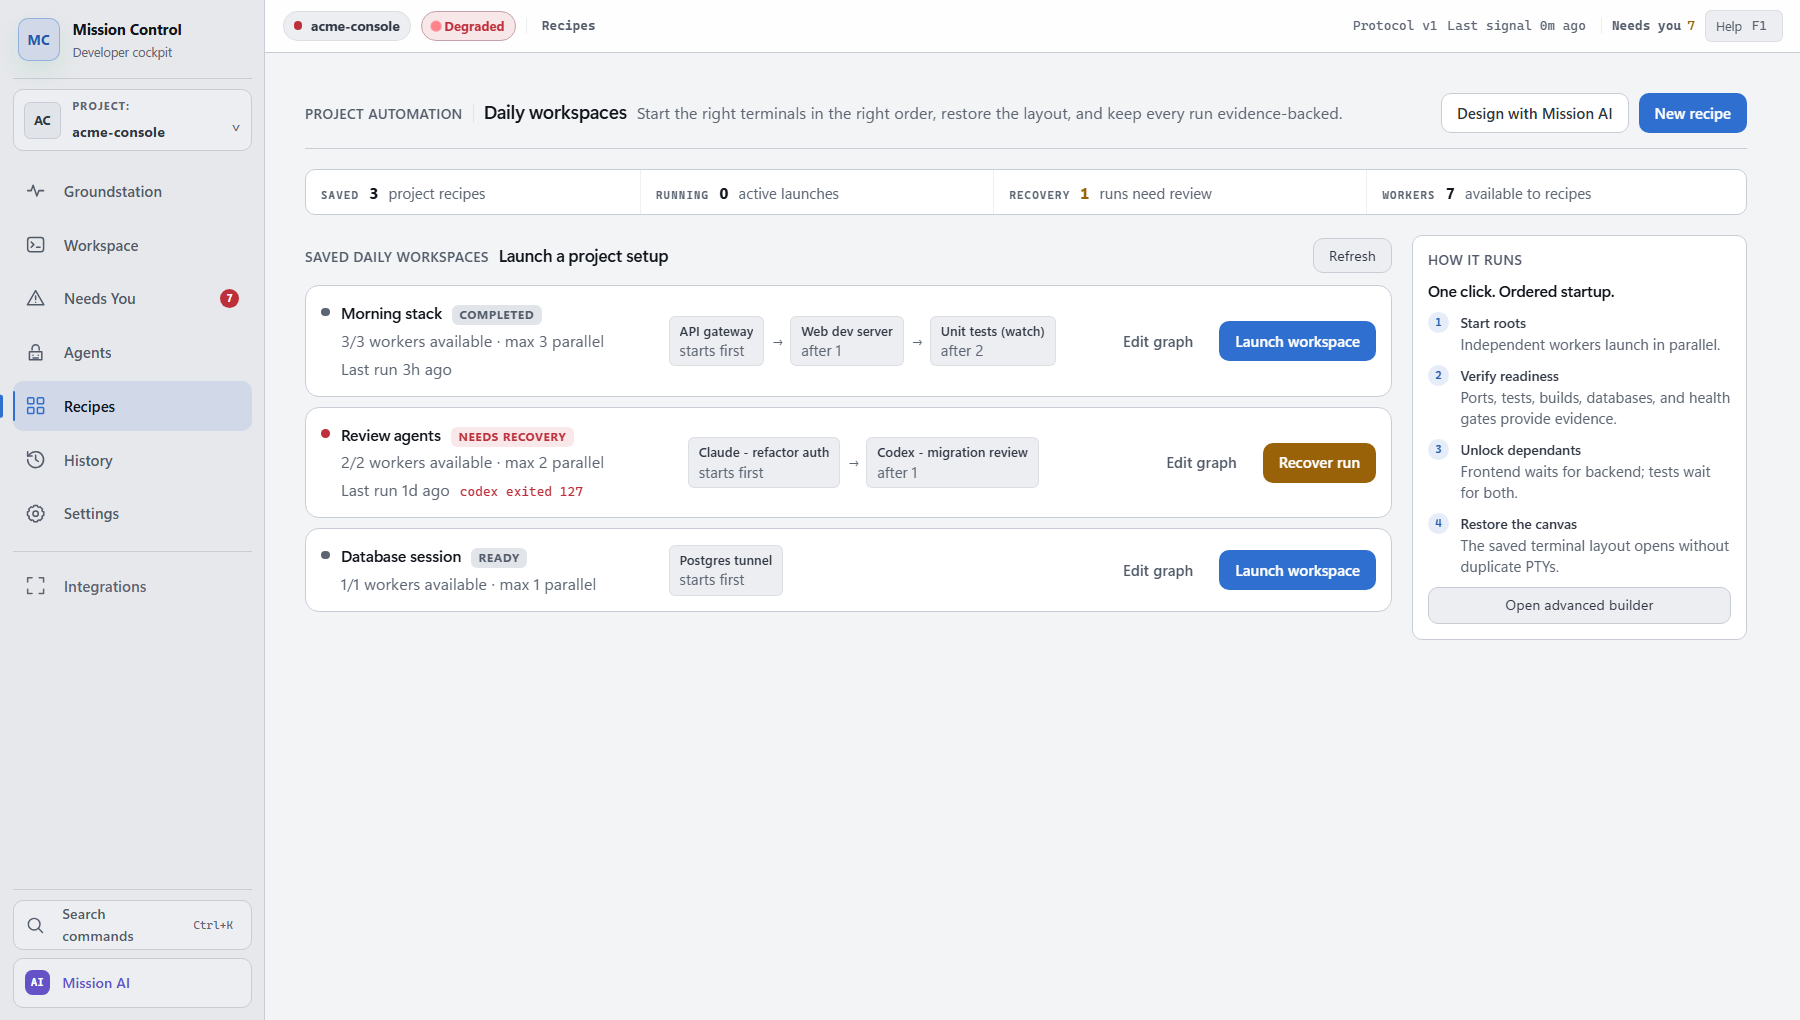 MC
Mission Control
Developer cockpit
AC
PROJECT:
acme-console
v
Groundstation
Workspace
Needs You
7
Agents
Recipes
History
Settings
Integrations
Search commands
Ctrl+K
AI
Mission AI
acme-console
Degraded
Recipes
Protocol v1 Last signal 0m ago
Needs you 7
Help F1
PROJECT AUTOMATION
Daily workspaces
Start the right terminals in the right order, restore the layout, and keep every run evidence-backed.
Design with Mission AI
New recipe
SAVED 3 project recipes
RUNNING 0 active launches
RECOVERY 1 runs need review
WORKERS 7 available to recipes
SAVED DAILY WORKSPACES
Launch a project setup
Refresh
Morning stack
COMPLETED
3/3 workers available · max 3 parallel
Last run 3h ago
API gateway
starts first
→
Web dev server
after 1
→
Unit tests (watch)
after 2
Edit graph
Launch workspace
Review agents
NEEDS RECOVERY
2/2 workers available · max 2 parallel
Last run 1d ago
codex exited 127
Claude - refactor auth
starts first
→
Codex - migration review
after 1
Edit graph
Recover run
Database session
READY
1/1 workers available · max 1 parallel
Postgres tunnel
starts first
Edit graph
Launch workspace
HOW IT RUNS
One click. Ordered startup.
1
Start roots
Independent workers launch in parallel.
2
Verify readiness
Ports, tests, builds, databases, and health
gates provide evidence.
3
Unlock dependants
Frontend waits for backend; tests wait
for both.
4
Restore the canvas
The saved terminal layout opens without
duplicate PTYs.
Open advanced builder